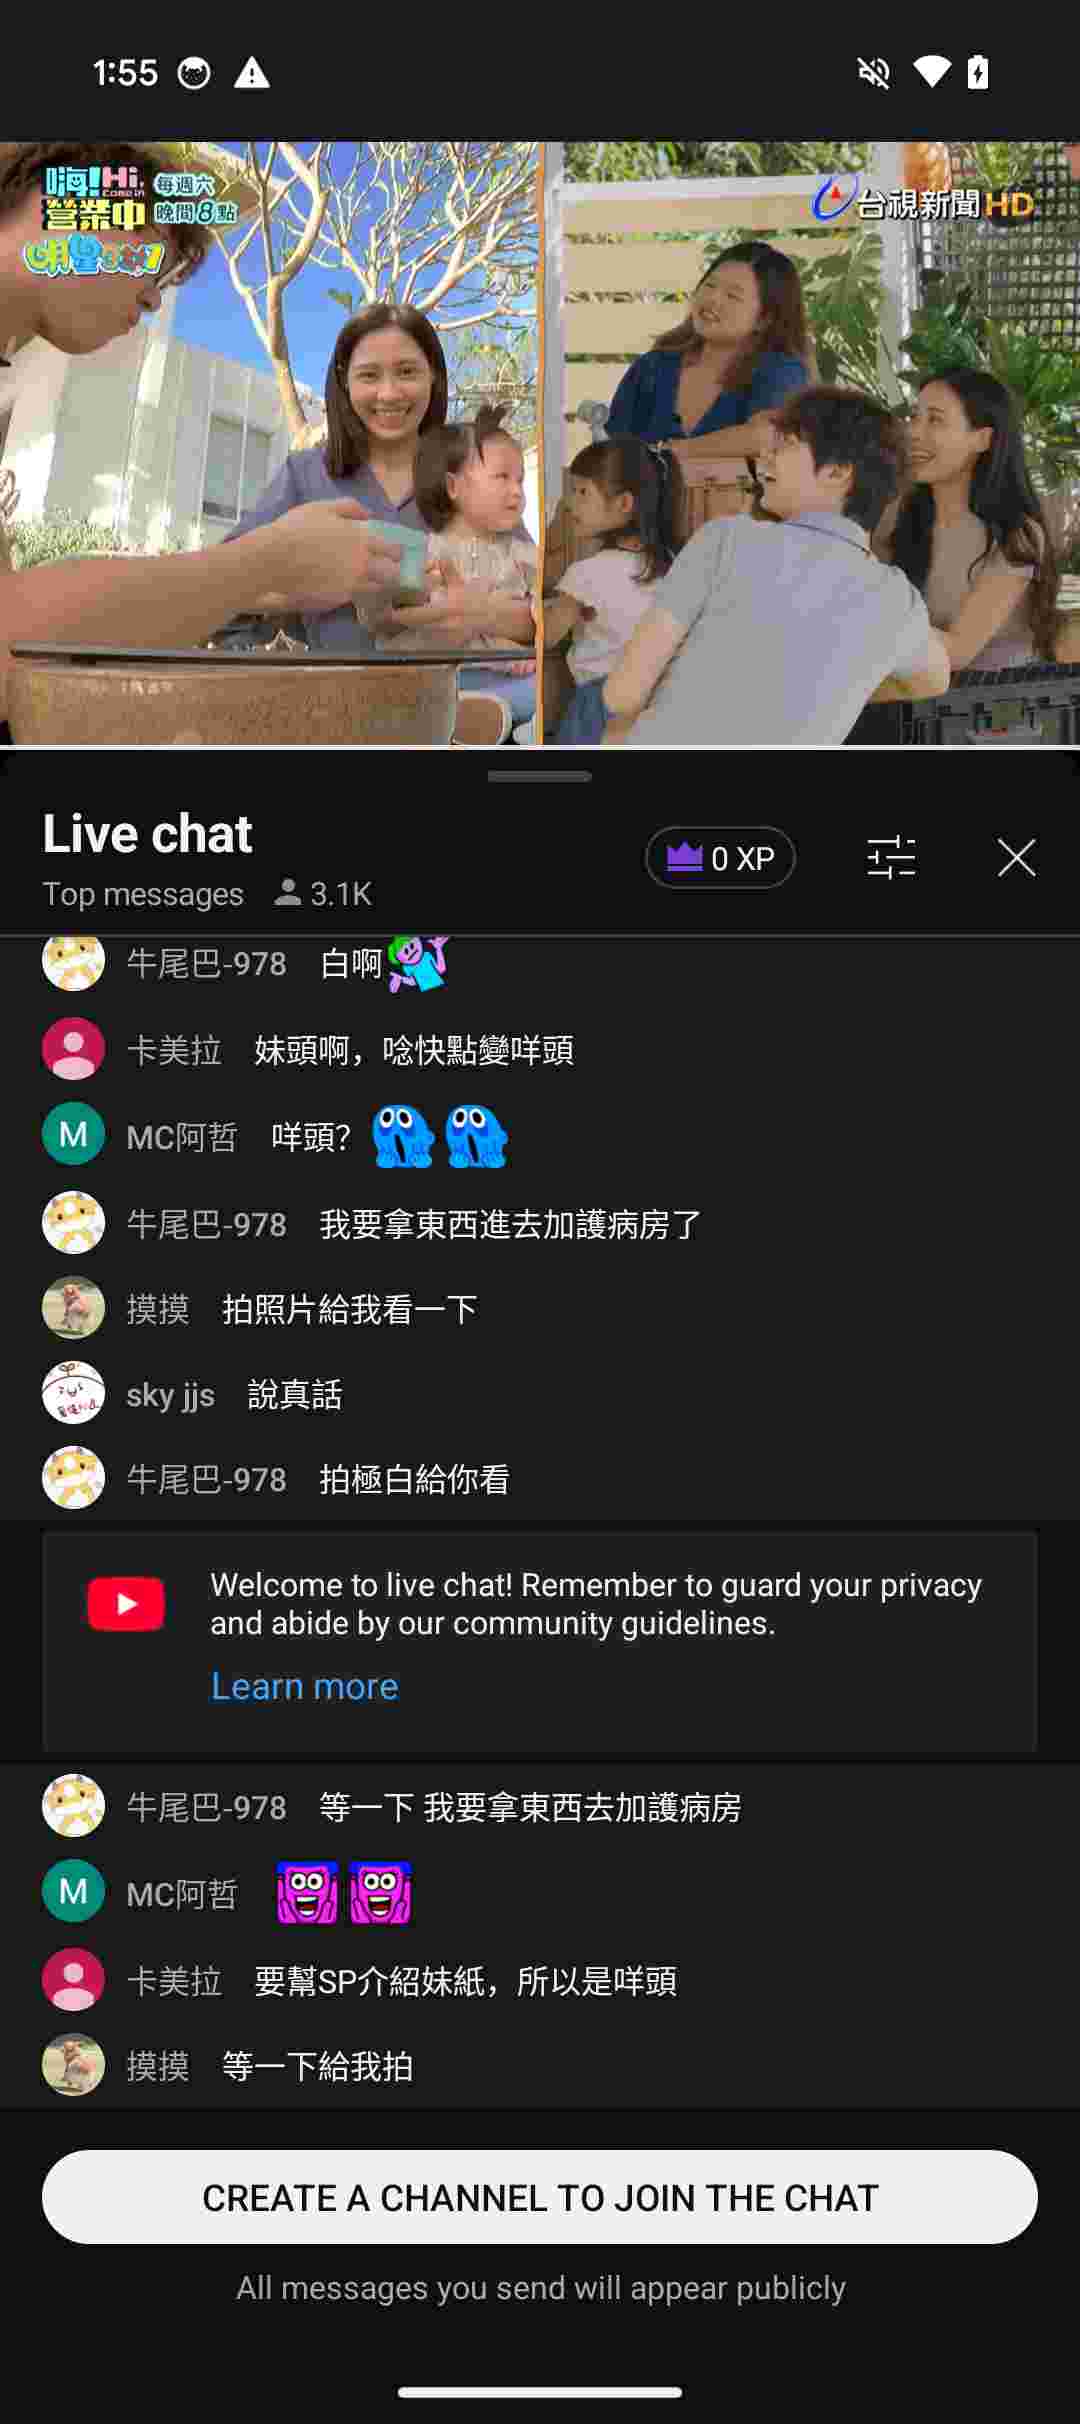 1:55
嗨!Hi,
Come in
營業中
每週六
晚間8點
台視新聞HD
Live chat
Top messages 3.1K
0 XP
牛尾巴-978 白啊
卡美拉 妹頭啊，唸快點變咩頭
MC阿哲 咩頭?
牛尾巴-978 我要拿東西進去加護病房了
摸摸 拍照片給我看一下
sky jjs 說真話
牛尾巴-978 拍極白給你看
Welcome to live chat! Remember to guard your privacy
and abide by our community guidelines.
Learn more
牛尾巴-978 等一下 我要拿東西去加護病房
M MC阿哲
卡美拉 要幫SP介紹妹紙，所以是咩頭
摸摸 等一下給我拍
CREATE A CHANNEL TO JOIN THE CHAT
All messages you send will appear publicly